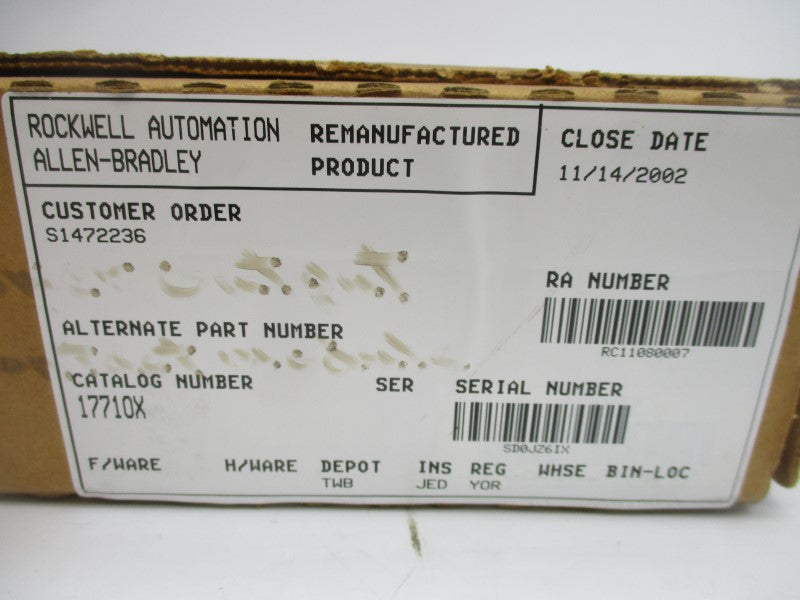 ROCKWELL AUTOMATION
ALLEN-BRADLEY
REMANUFACTURED
PRODUCT
CLOSE DATE
11/14/2002
CUSTOMER ORDER
S1472236
RA NUMBER
RC11080007
ALTERNATE PART NUMBER
CATALOG NUMBER
1771OX
SER
SERIAL NUMBER
SD0JZ6IX
F/WARE
H/WARE
DEPOT
TWB
INS
JED
REG
YOR
WHSE
BIN-LOC